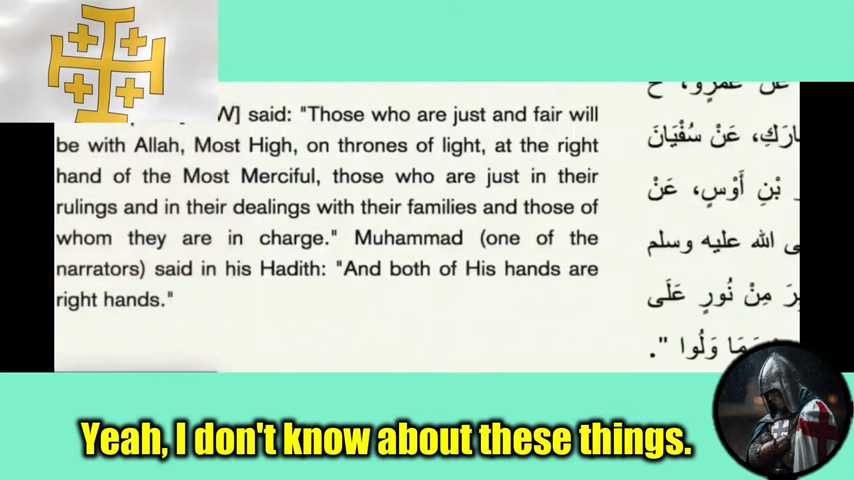 W] said: "Those who are just and fair will
be with Allah, Most High, on thrones of light, at the right
hand of the Most Merciful, those who are just in their
rulings and in their dealings with their families and those of
whom they are in charge." Muhammad (one of the
narrators) said in his Hadith: "And both of His hands are
right hands."
عَنْ سُفْيَانَ
بْنِ أَوْسٍ، عَنْ
الله عليه وسلم
مِنْ نُورٍ عَلَى
وَلُوا ".
Yeah, I don't know about these things.